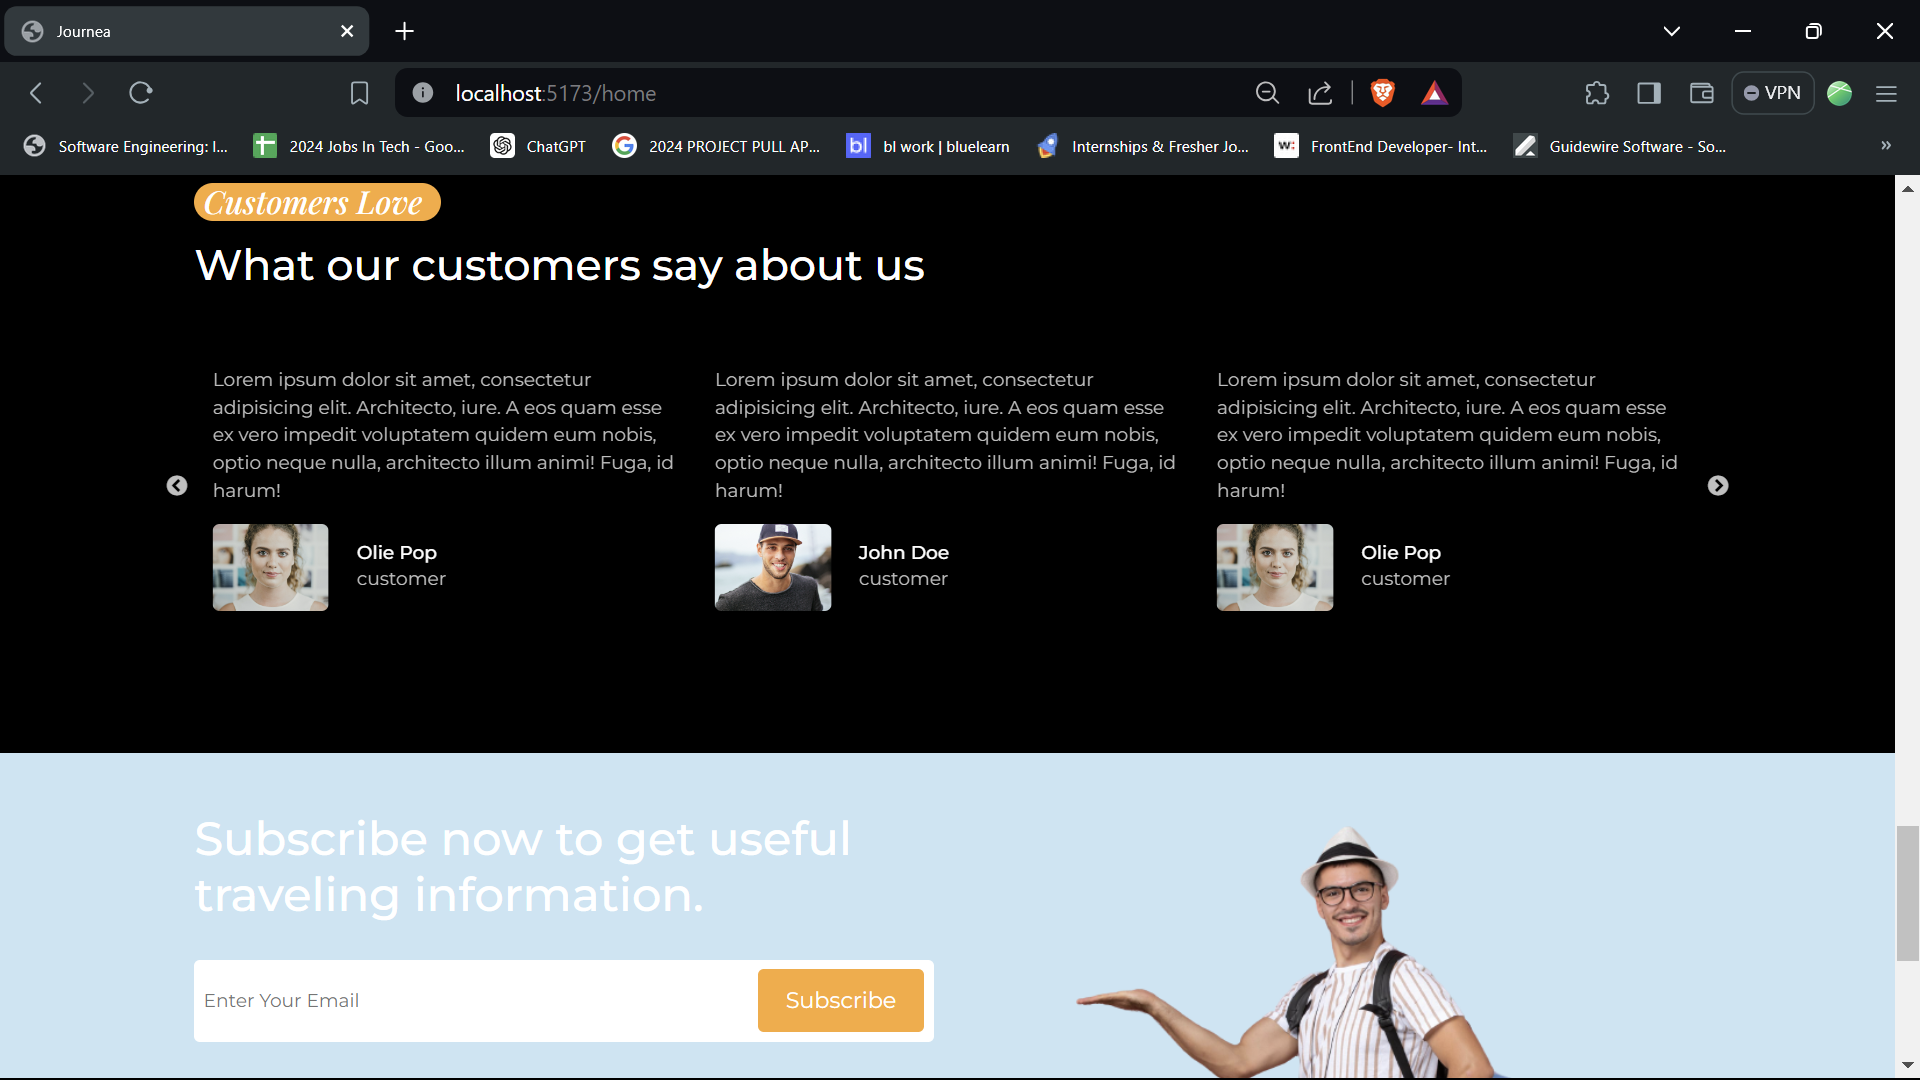 Journea
localhost:5173/home
VPN
Software Engineering: I...
2024 Jobs In Tech - Goo...
ChatGPT
2024 PROJECT PULL AP...
bl
bl work | bluelearn
Internships & Fresher Jo...
w:
FrontEnd Developer- Int...
Guidewire Software - So...
»
Customers Love
What our customers say about us
Lorem ipsum dolor sit amet, consectetur
adipisicing elit. Architecto, iure. A eos quam esse
ex vero impedit voluptatem quidem eum nobis,
optio neque nulla, architecto illum animi! Fuga, id
harum!
Olie Pop
customer
Lorem ipsum dolor sit amet, consectetur
adipisicing elit. Architecto, iure. A eos quam esse
ex vero impedit voluptatem quidem eum nobis,
optio neque nulla, architecto illum animi! Fuga, id
harum!
John Doe
customer
Lorem ipsum dolor sit amet, consectetur
adipisicing elit. Architecto, iure. A eos quam esse
ex vero impedit voluptatem quidem eum nobis,
optio neque nulla, architecto illum animi! Fuga, id
harum!
Olie Pop
customer
Subscribe now to get useful
traveling information.
Enter Your Email
Subscribe